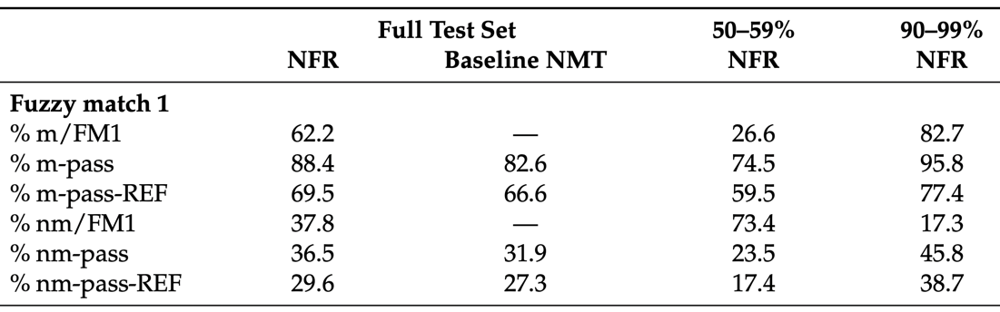 Full Test Set 50–59% 90–99%
NFR Baseline NMT NFR NFR
Fuzzy match 1
% m/FM1 62.2 — 26.6 82.7
% m-pass 88.4 82.6 74.5 95.8
% m-pass-REF 69.5 66.6 59.5 77.4
% nm/FM1 37.8 — 73.4 17.3
% nm-pass 36.5 31.9 23.5 45.8
% nm-pass-REF 29.6 27.3 17.4 38.7